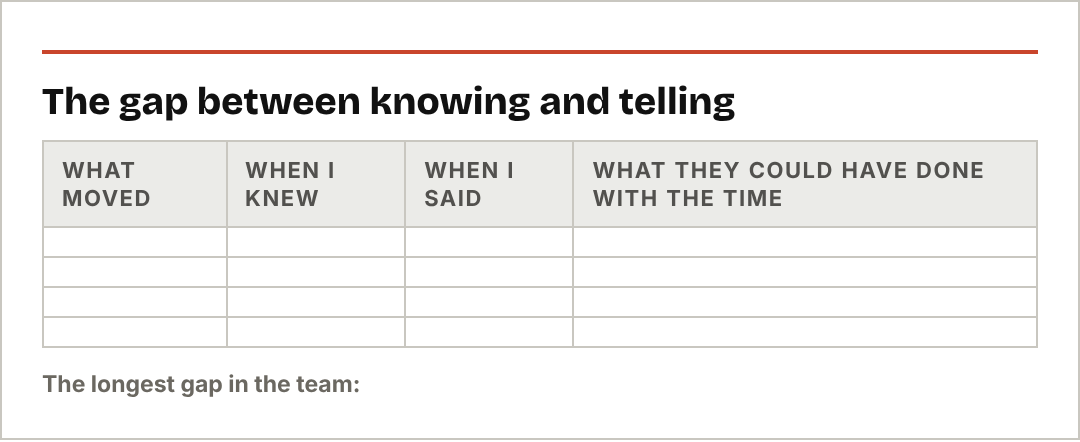 The gap between knowing and telling
WHAT MOVED
WHEN I KNEW
WHEN I SAID
WHAT THEY COULD HAVE DONE WITH THE TIME
The longest gap in the team: